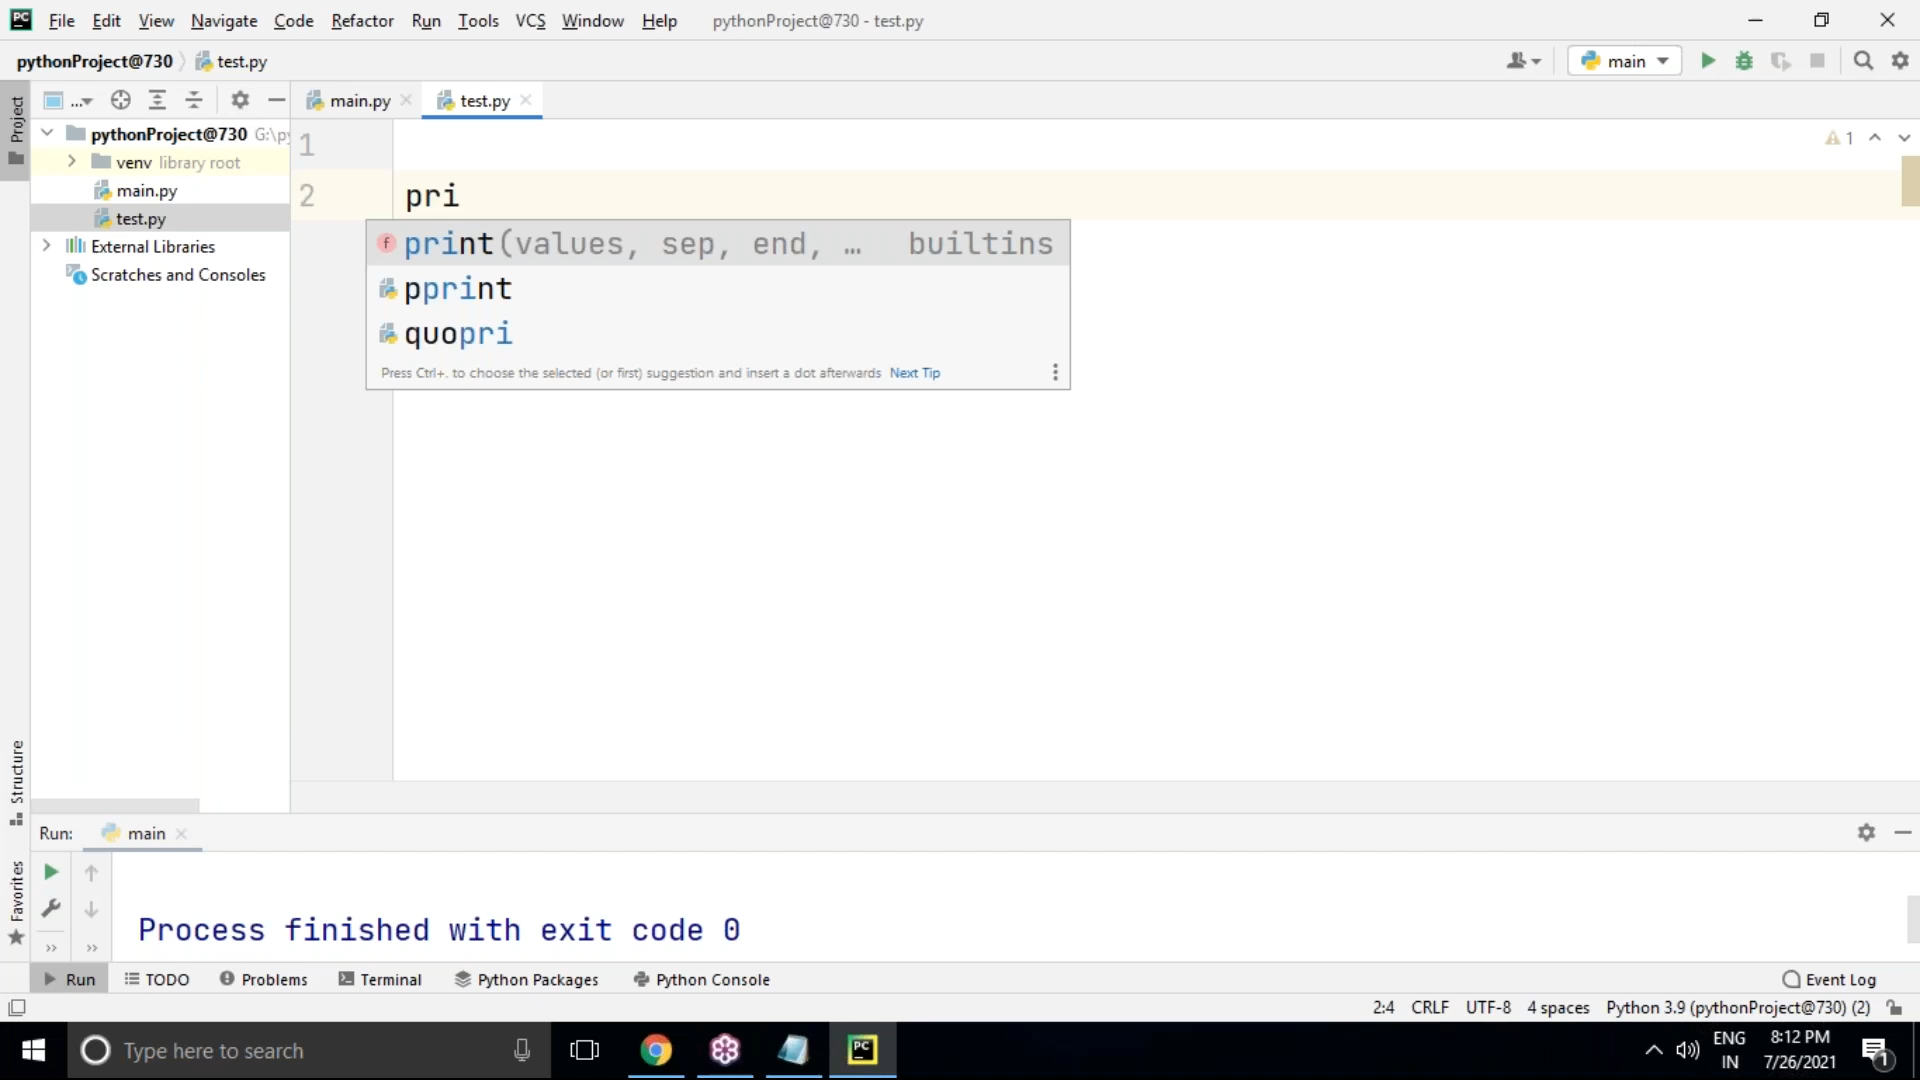 PC File Edit View Navigate Code Refactor Run Tools VCS Window Help pythonProject@730 - test.py
pythonProject@730 test.py main
Project ... main.py test.py
pythonProject@730 G:\py
venv library root
main.py
test.py
External Libraries
Scratches and Consoles
1
1
2 pri
f print(values, sep, end, … builtins
pprint
quopri
Press Ctrl+. to choose the selected (or first) suggestion and insert a dot afterwards Next Tip
Structure
Favorites
Run: main
Process finished with exit code 0
Run TODO Problems Terminal Python Packages Python Console Event Log
2:4 CRLF UTF-8 4 spaces Python 3.9 (pythonProject@730) (2)
Type here to search PC ENG 8:12 PM
IN 7/26/2021 1